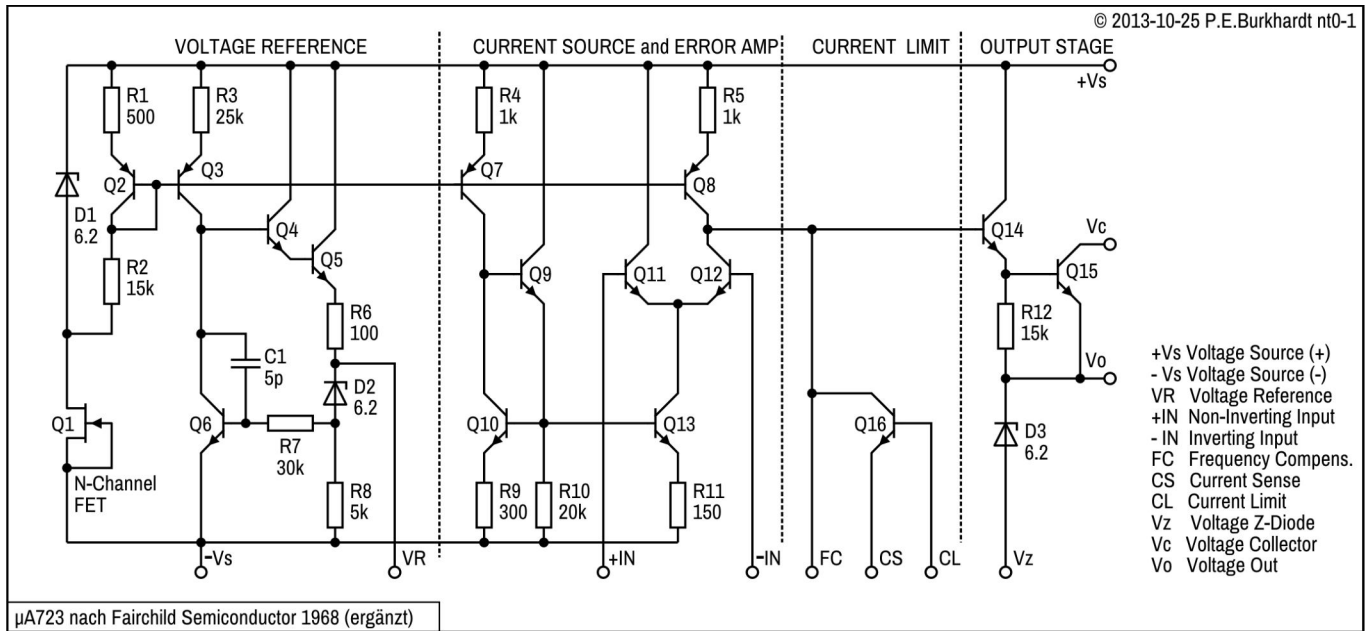 © 2013-10-25 P.E.Burkhardt nt0-1
VOLTAGE REFERENCE
CURRENT SOURCE and ERROR AMP
CURRENT LIMIT
OUTPUT STAGE
+Vs
R1
500
R3
25k
R4
1k
R5
1k
Q2
Q3
Q7
Q8
D1
6.2
Q4
Q5
Q14
Vc
R2
15k
Q9
Q11
Q12
Q15
R6
100
R12
15k
C1
5p
D2
6.2
Vo
Q1
Q6
R7
30k
Q10
Q13
Q16
D3
6.2
N-Channel
FET
R8
5k
R9
300
R10
20k
R11
150
-Vs
VR
+IN
-IN
FC
CS
CL
Vz
+Vs Voltage Source (+)
- Vs Voltage Source (-)
VR Voltage Reference
+IN Non-Inverting Input
- IN Inverting Input
FC Frequency Compens.
CS Current Sense
CL Current Limit
Vz Voltage Z-Diode
Vc Voltage Collector
Vo Voltage Out
µA723 nach Fairchild Semiconductor 1968 (ergänzt)